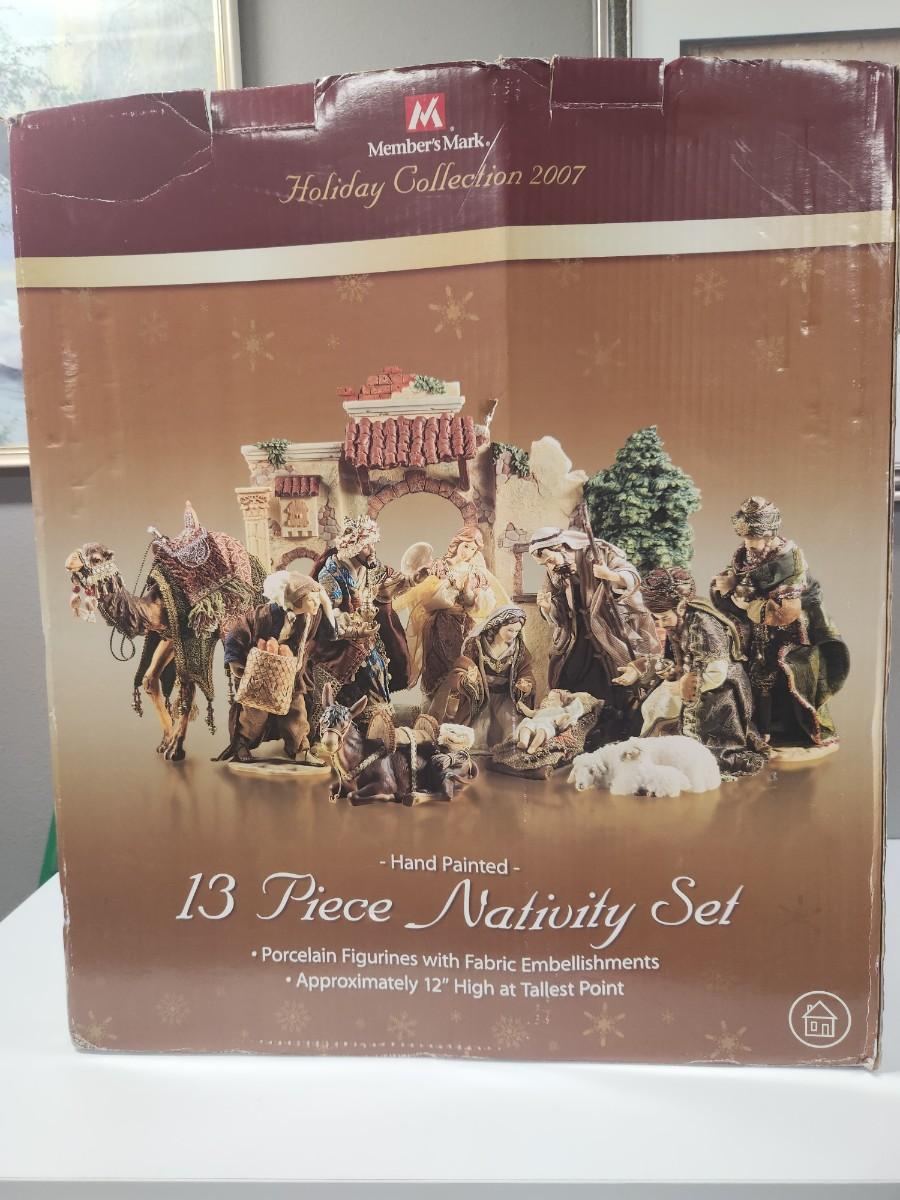 Member's Mark®
Holiday Collection 2007
- Hand Painted -
13 Piece Nativity Set
• Porcelain Figurines with Fabric Embellishments
• Approximately 12" High at Tallest Point